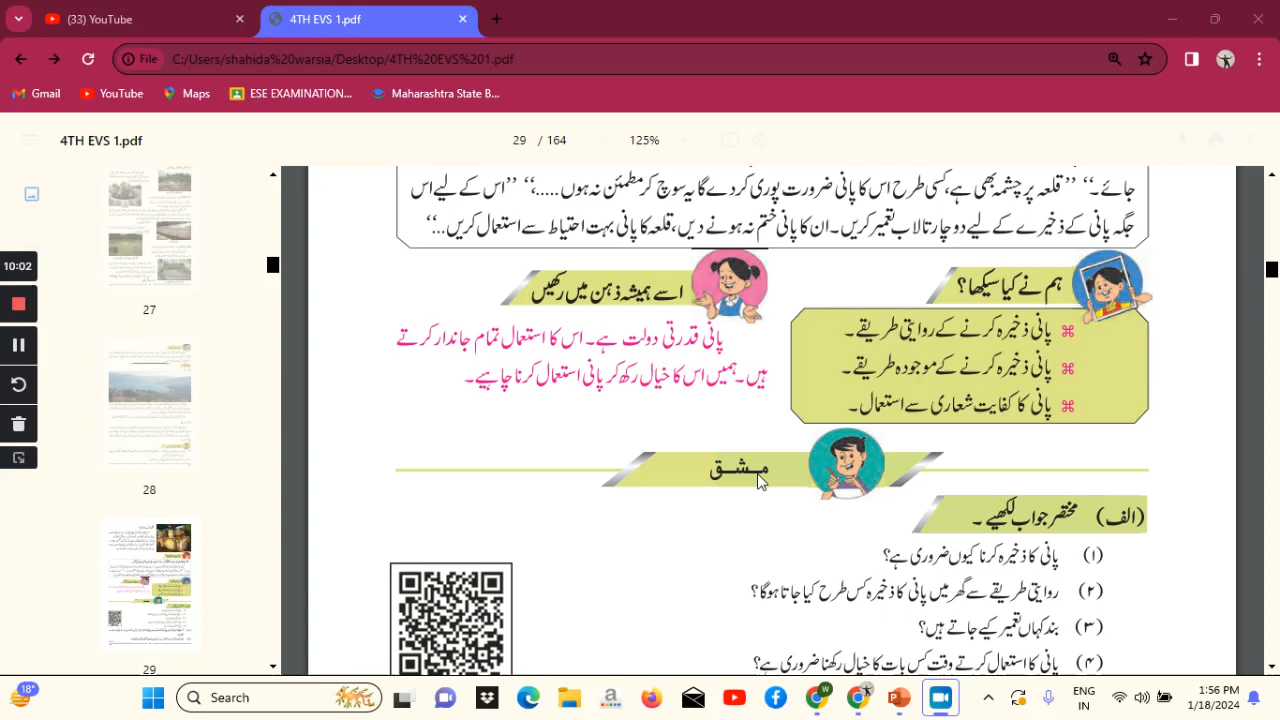 (33) YouTube
4TH EVS 1.pdf
File
C:/Users/shahida%20warsia/Desktop/4TH%20EVS%201.pdf
Gmail
YouTube
Maps
ESE EXAMINATION...
Maharashtra State B...
4TH EVS 1.pdf
29 / 164
125%
جائے۔‘‘ ’’قلعہ پر چشمہ بھی ہے، کسی طرح اس کا پانی ضرورت پوری کر دے گا یہ سوچ کر مطمئن نہ ہوں.....‘‘ ’’اس کے لیے اس
جگہ پانی کے ذخیرے کے لیے دو چار تالاب تعمیر کریں۔ ان کا پانی ختم نہ ہونے دیں، قلعہ کا پانی بہت احتیاط سے استعمال کریں...‘‘
ہم نے کیا سیکھا؟
پانی ذخیرہ کرنے کے روایتی طریقے۔
پانی ذخیرہ کرنے کے موجودہ طریقے۔
پانی کا کفایت شعاری سے استعمال۔
اسے ہمیشہ ذہن میں رکھیں
پانی قدرتی دولت ہے۔ اس کا استعمال تمام جاندار کرتے
ہیں۔ ہمیں اس کا خیال رکھ کر پانی استعمال کرنا چاہیے۔
مشق
(الف) مختصر جواب لکھیے۔
(۱) پانی ذخیرہ کرنا کیوں ضروری ہے؟
(۲) روایتی طریقے سے گھر میں پانی کا ذخیرہ کس طرح کیا جاتا ہوگا؟
(۳) بند کیوں تعمیر کیے جاتے ہیں؟
(۴) پانی کا استعمال کرتے وقت کس بات کا خیال رکھنا ضروری ہے؟
27
28
29
10:02
18°
Search
ENG
IN
1:56 PM
1/18/2024